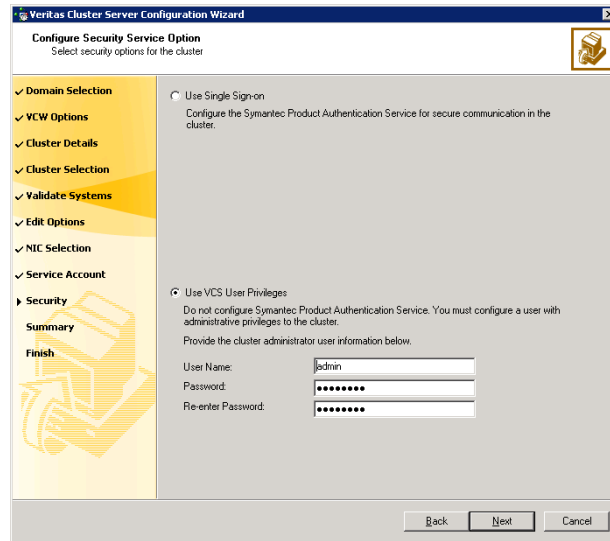 Veritas Cluster Server Configuration Wizard
Configure Security Service Option
Select security options for the cluster
Domain Selection
VCW Options
Cluster Details
Cluster Selection
Validate Systems
Edit Options
NIC Selection
Service Account
Security
Summary
Finish
Use Single Sign-on
Configure the Symantec Product Authentication Service for secure communication in the
cluster.
Use VCS User Privileges
Do not configure Symantec Product Authentication Service. You must configure a user with
administrative privileges to the cluster.
Provide the cluster administrator user information below.
User Name: admin
Password: ●●●●●●●●
Re-enter Password: ●●●●●●●●
Back Next Cancel